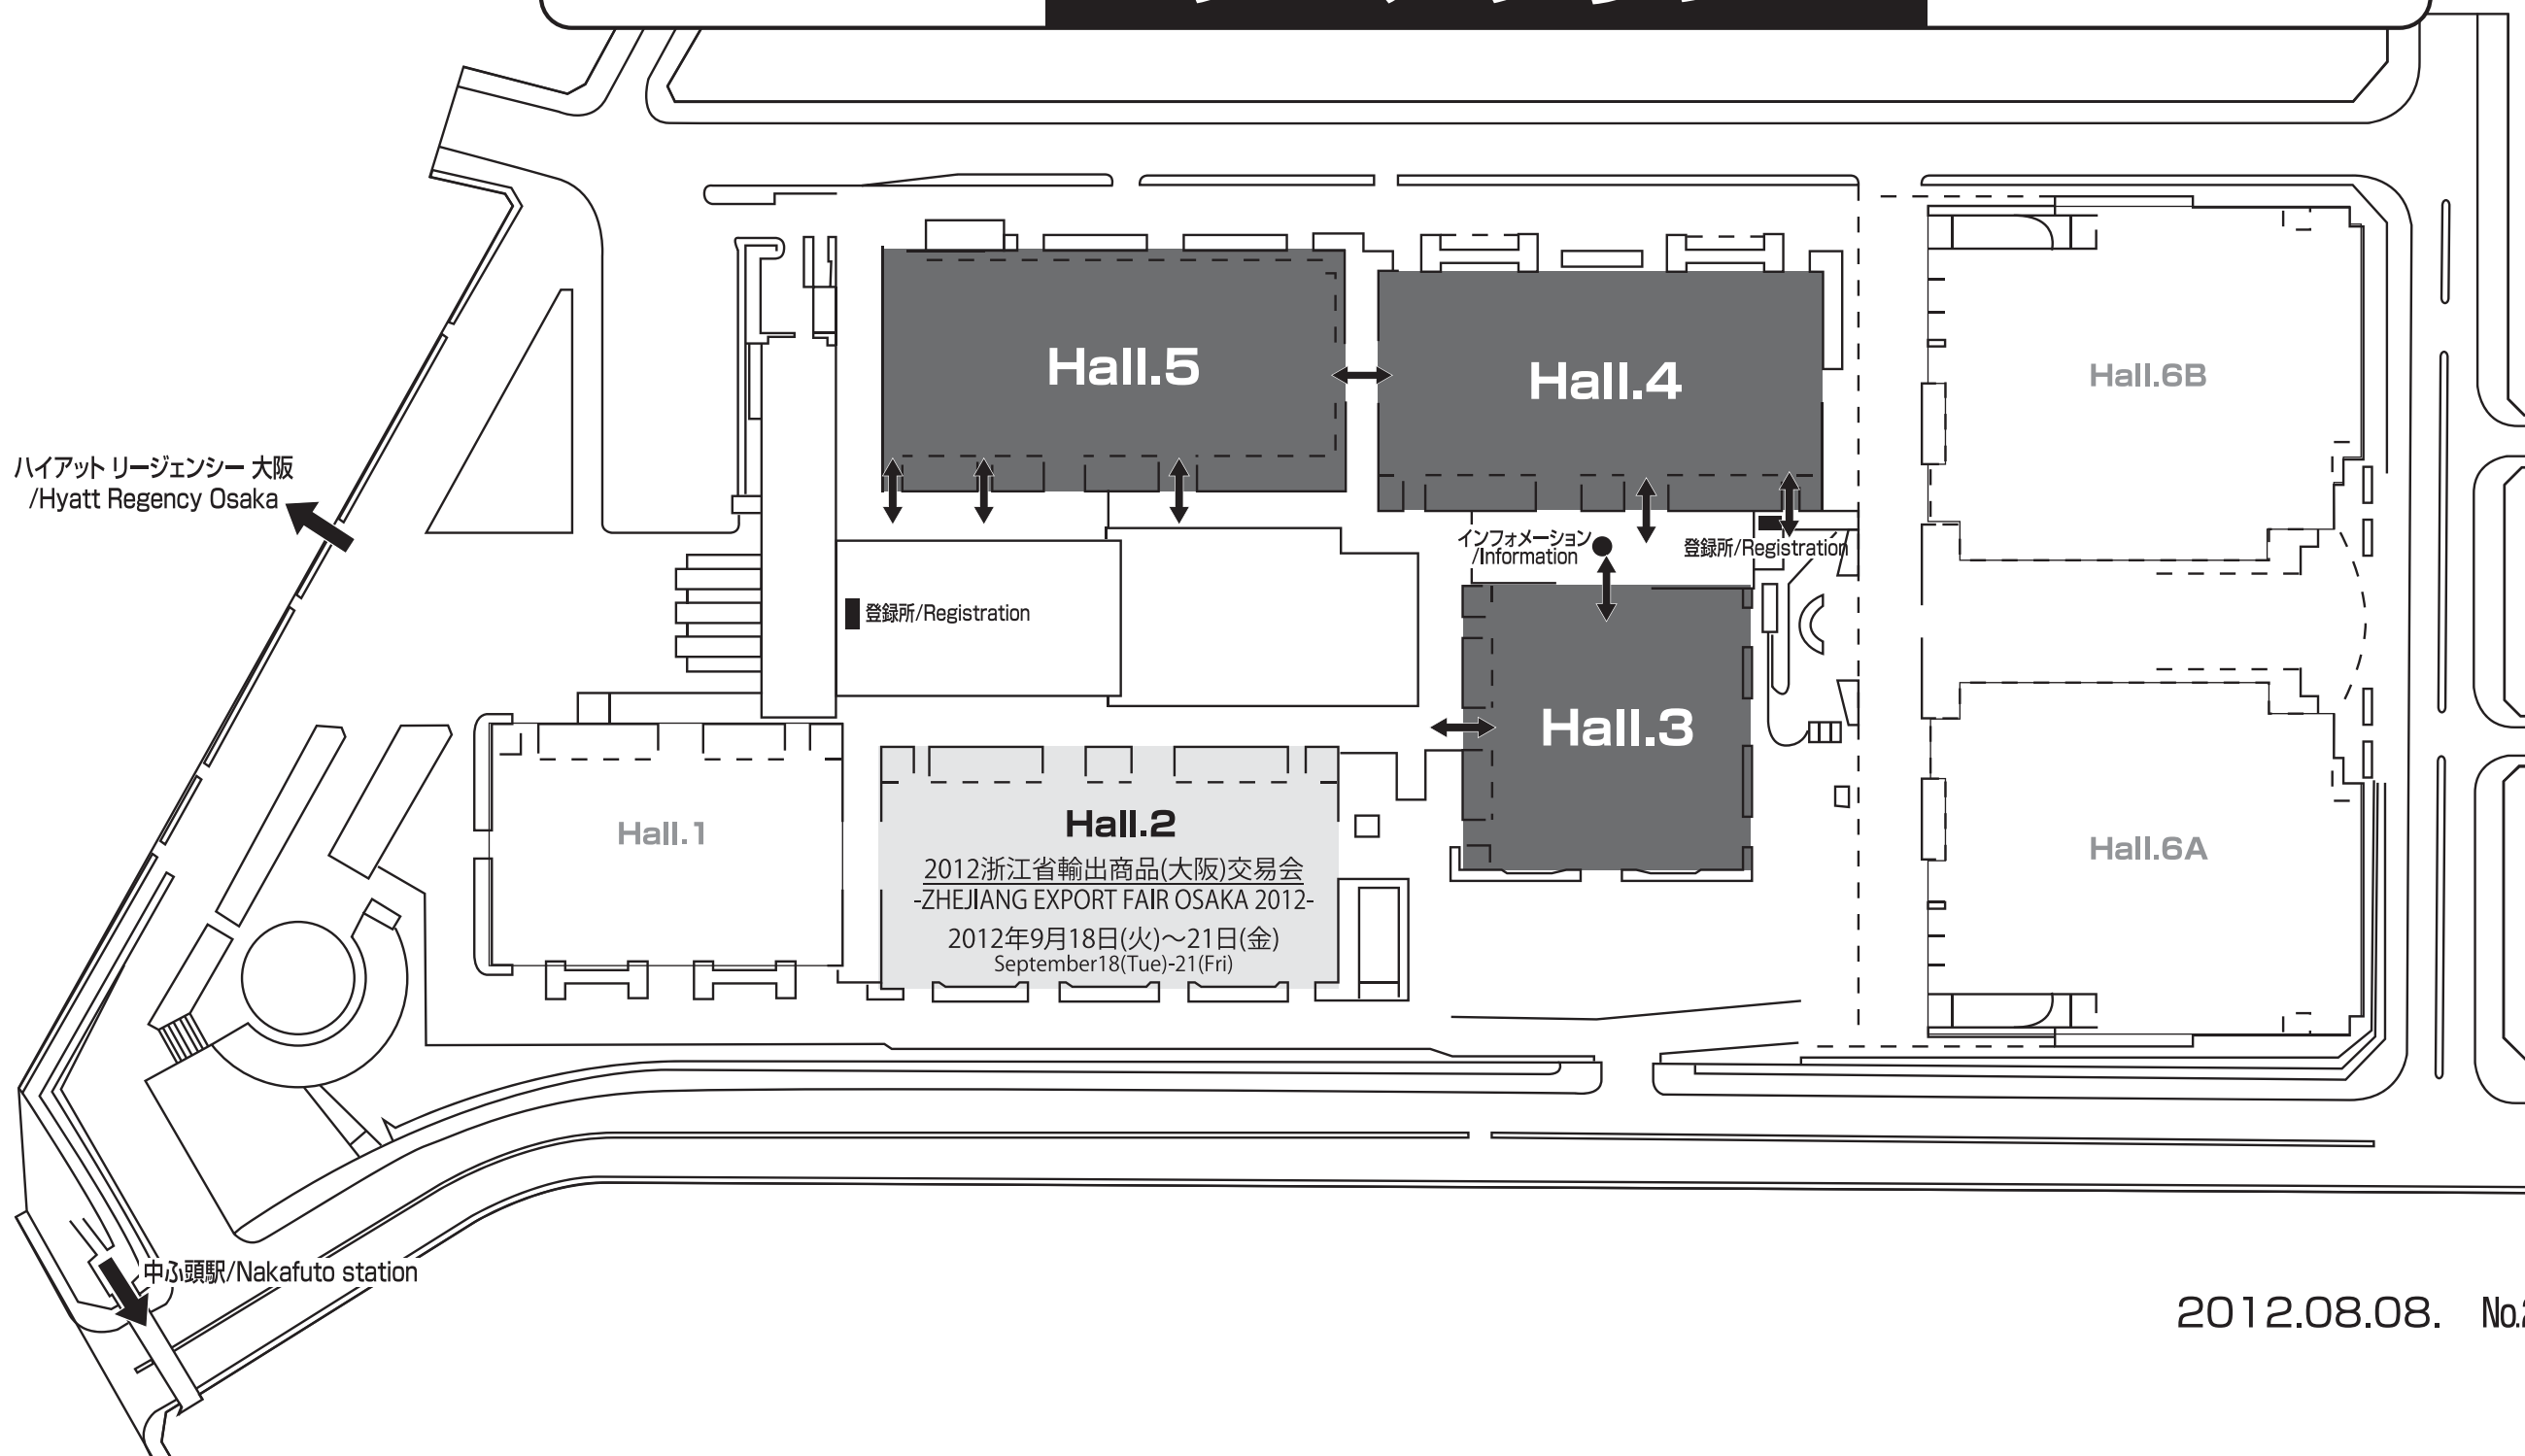 Hall.5
Hall.4
Hall.6B
ハイアット リージェンシー 大阪
/Hyatt Regency Osaka
インフォメーション
/Information
登録所/Registration
登録所/Registration
Hall.3
Hall.1
Hall.2
2012浙江省輸出商品(大阪)交易会
-ZHEJIANG EXPORT FAIR OSAKA 2012-
2012年9月18日(火)～21日(金)
September18(Tue)-21(Fri)
Hall.6A
中ふ頭駅/Nakafuto station
2012.08.08. No.